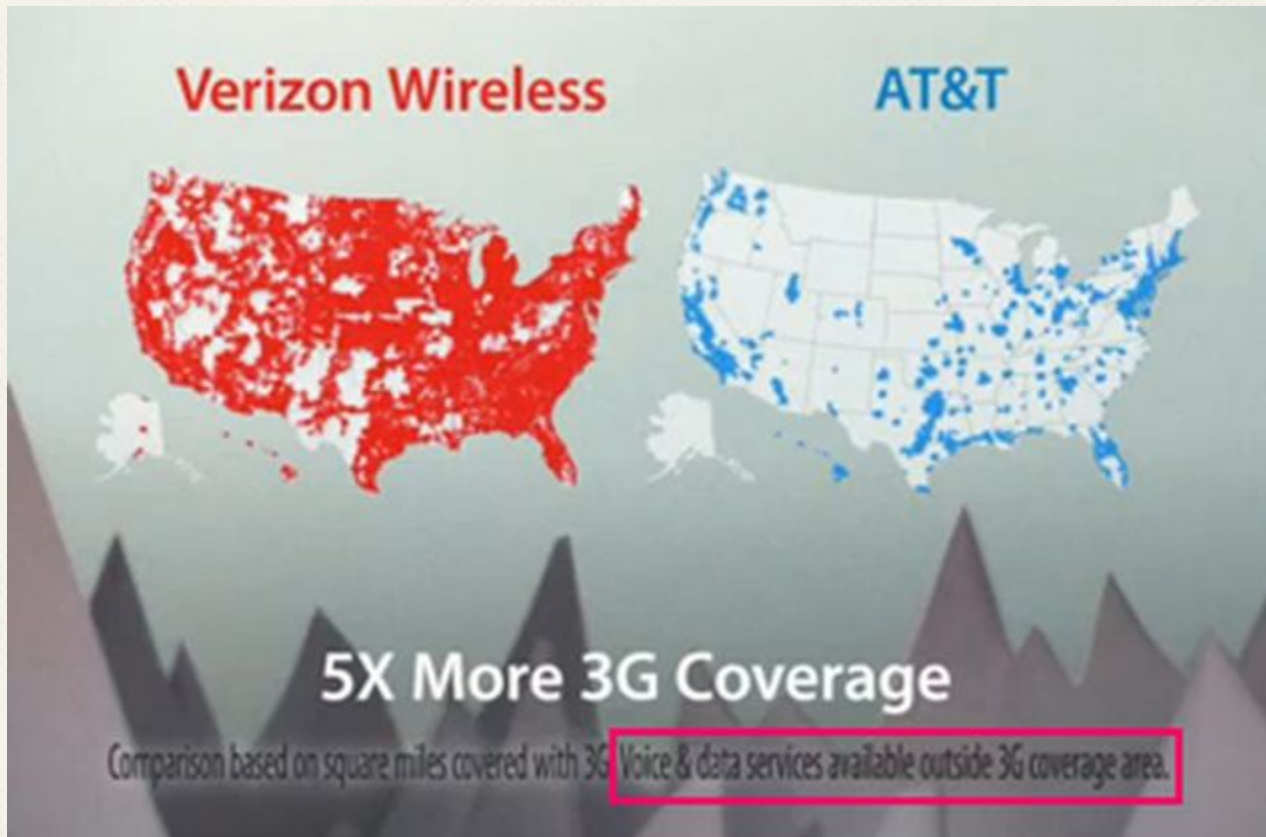 Verizon Wireless
AT&T
5X More 3G Coverage
Comparison based on square miles covered with 3G. Voice & data services available outside 3G coverage area.